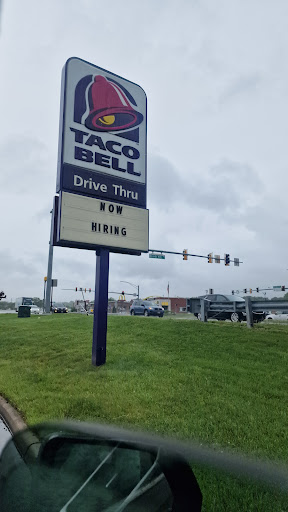 TACO
BELL
Drive Thru
NOW
HIRING